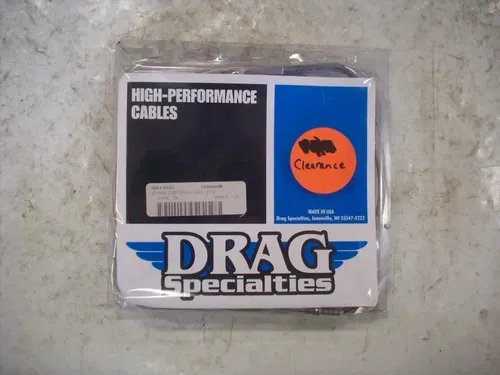 HIGH-PERFORMANCE
CABLES
Clearance
MADE IN USA
Drag Specialties, Janesville, WI 53547-5222
DRAG
Specialties